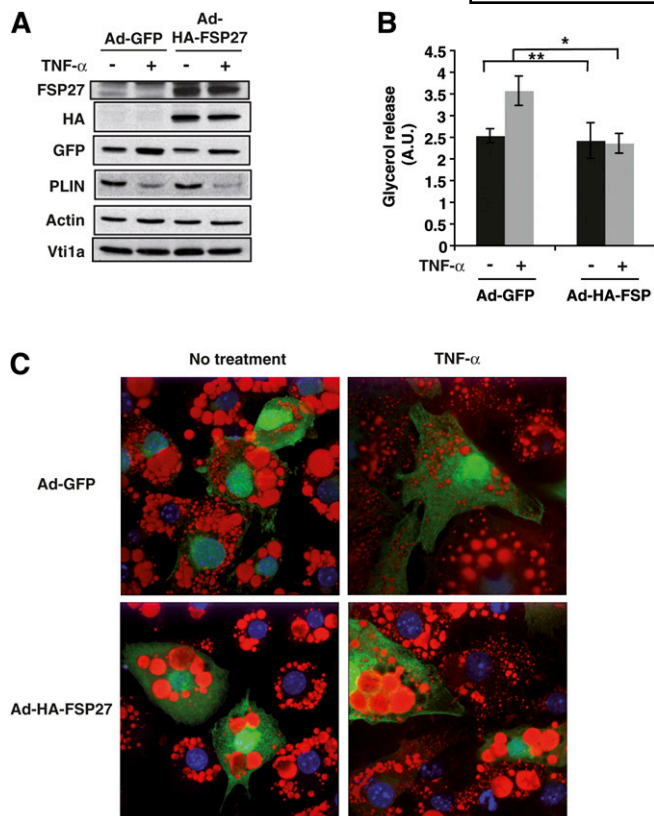 A
Ad-GFP
Ad-
HA-FSP27
TNF-α - + - +
FSP27
HA
GFP
PLIN
Actin
Vti1a
B
Glycerol release
(A.U.)
4.5
4
3.5
3
2.5
2
1.5
1
0.5
0
**
*
TNF-α - + - +
Ad-GFP Ad-HA-FSP
C
No treatment TNF-α
Ad-GFP
Ad-HA-FSP27